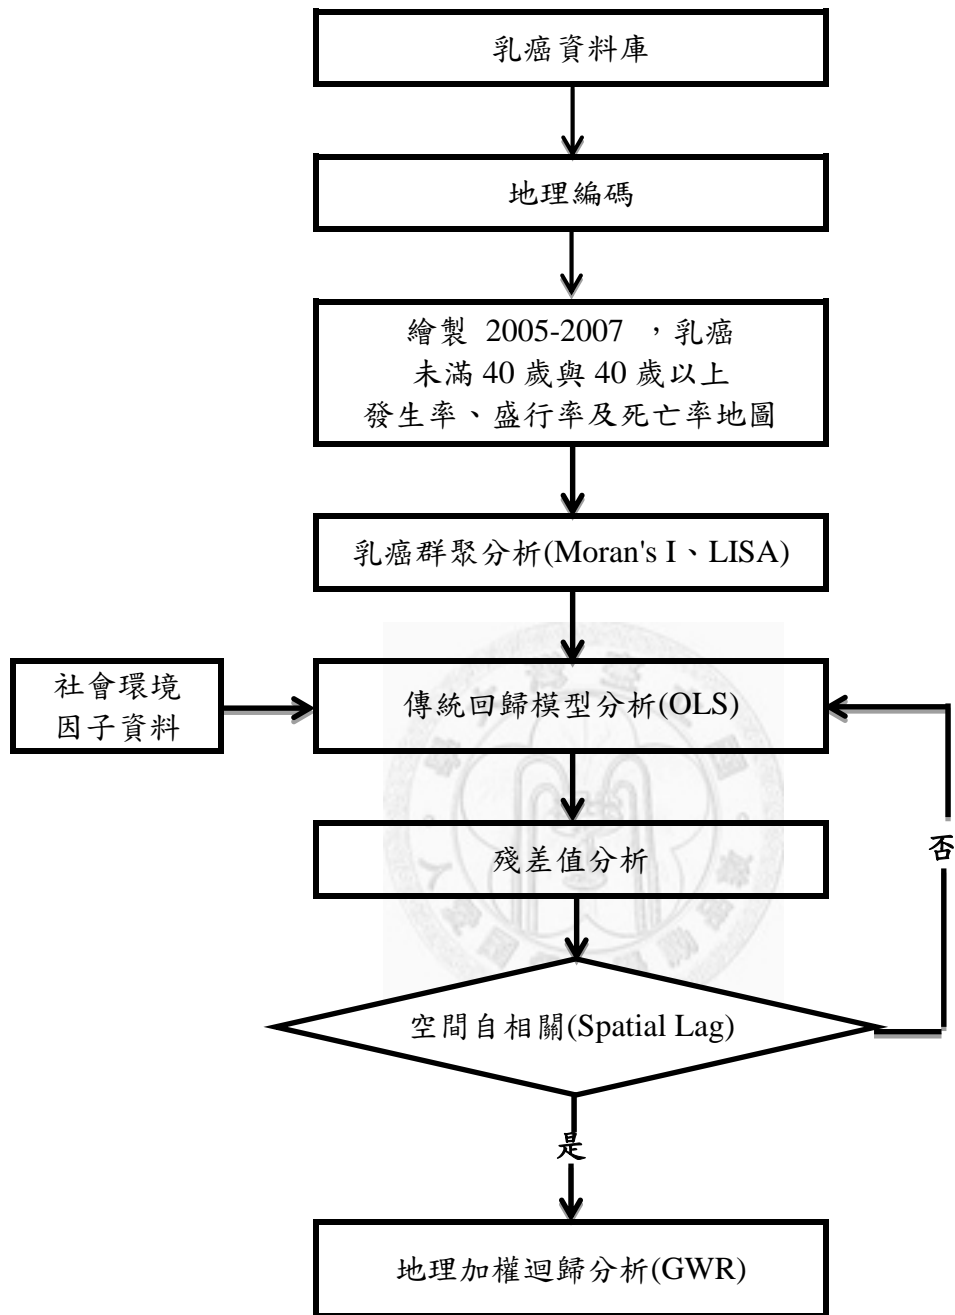 乳癌資料庫
地理編碼
繪製 2005-2007 ，乳癌
未滿 40 歲與 40 歲以上
發生率、盛行率及死亡率地圖
乳癌群聚分析(Moran's I、LISA)
社會環境
因子資料
傳統回歸模型分析(OLS)
殘差值分析
否
空間自相關(Spatial Lag)
是
地理加權迴歸分析(GWR)